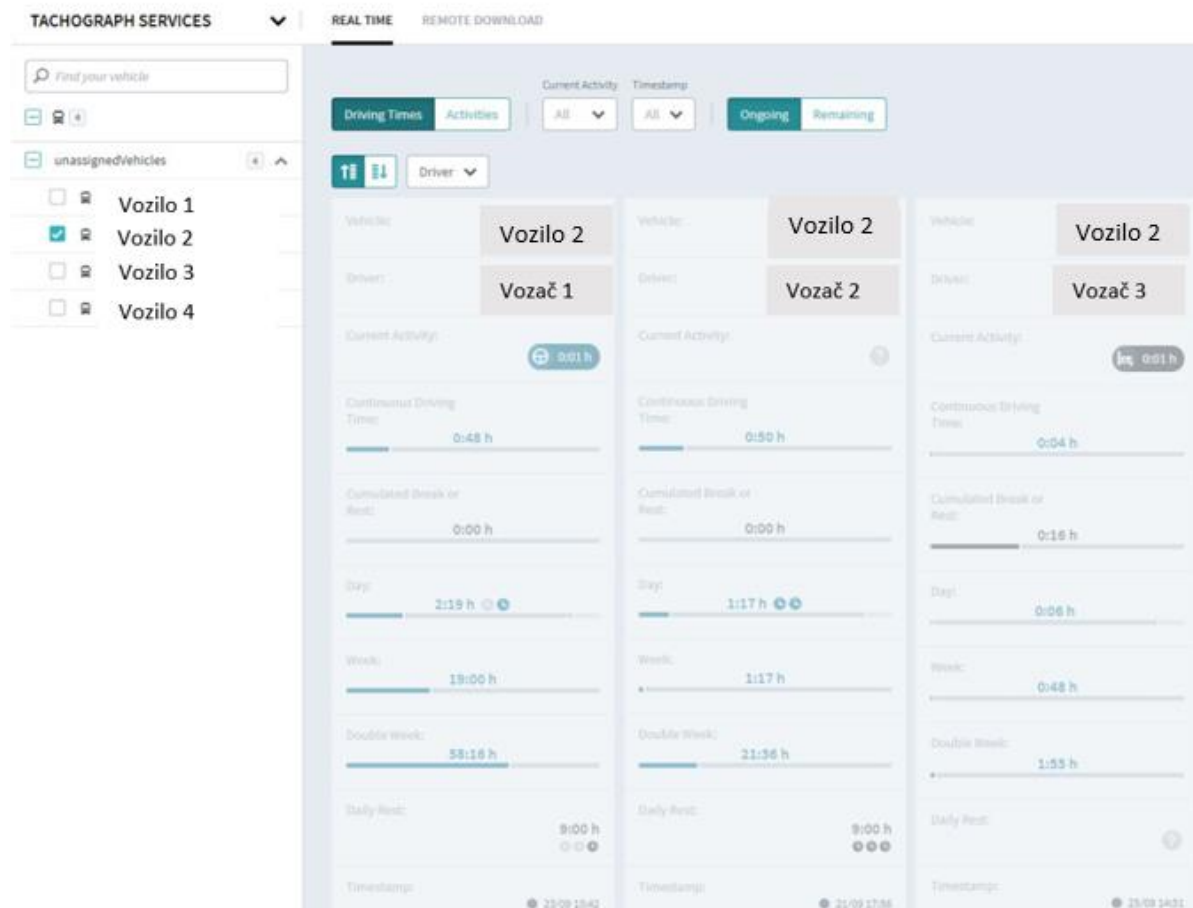 TACHOGRAPH SERVICES
REAL TIME REMOTE DOWNLOAD
Find your vehicle
4
unassignedVehicles 4
Vozilo 1
Vozilo 2
Vozilo 3
Vozilo 4
Current Activity Timestamp
Driving Times Activities All All Ongoing Remaining
Driver
Vehicle: Vozilo 2
Driver: Vozač 1
Current Activity:
0:01 h
Continuous Driving
Time:
0:48 h
Cumulated Break or
Rest:
0:00 h
Day:
2:19 h
Week:
19:00 h
Double Week:
58:16 h
Daily Rest:
9:00 h
Timestamp:
Vehicle: Vozilo 2
Driver: Vozač 2
Current Activity:
?
Continuous Driving
Time:
0:50 h
Cumulated Break or
Rest:
0:00 h
Day:
1:17 h
Week:
1:17 h
Double Week:
21:36 h
Daily Rest:
9:00 h
Timestamp:
Vehicle: Vozilo 2
Driver: Vozač 3
Current Activity:
0:01 h
Continuous Driving
Time:
0:04 h
Cumulated Break or
Rest:
0:16 h
Day:
0:06 h
Week:
0:48 h
Double Week:
1:55 h
Daily Rest:
?
Timestamp: